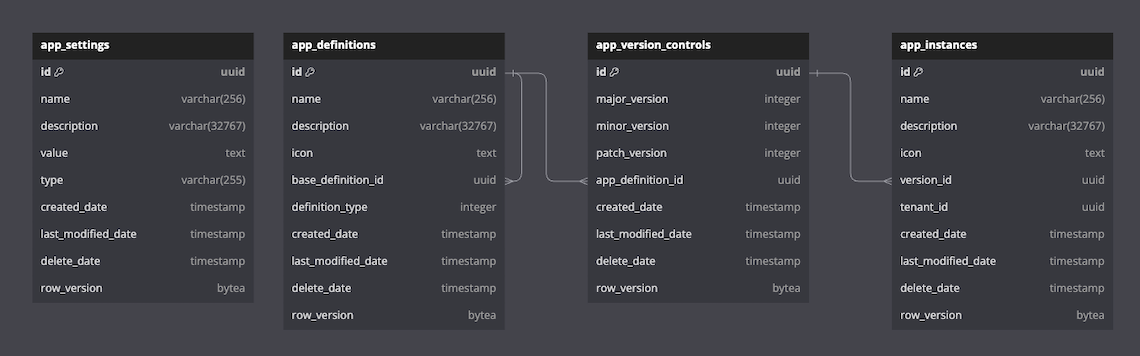 app_settings
id uuid
name varchar(256)
description varchar(32767)
value text
type varchar(255)
created_date timestamp
last_modified_date timestamp
delete_date timestamp
row_version bytea
app_definitions
id uuid
name varchar(256)
description varchar(32767)
icon text
base_definition_id uuid
definition_type integer
created_date timestamp
last_modified_date timestamp
delete_date timestamp
row_version bytea
app_version_controls
id uuid
major_version integer
minor_version integer
patch_version integer
app_definition_id uuid
created_date timestamp
last_modified_date timestamp
delete_date timestamp
row_version bytea
app_instances
id uuid
name varchar(256)
description varchar(32767)
icon text
version_id uuid
tenant_id uuid
created_date timestamp
last_modified_date timestamp
delete_date timestamp
row_version bytea